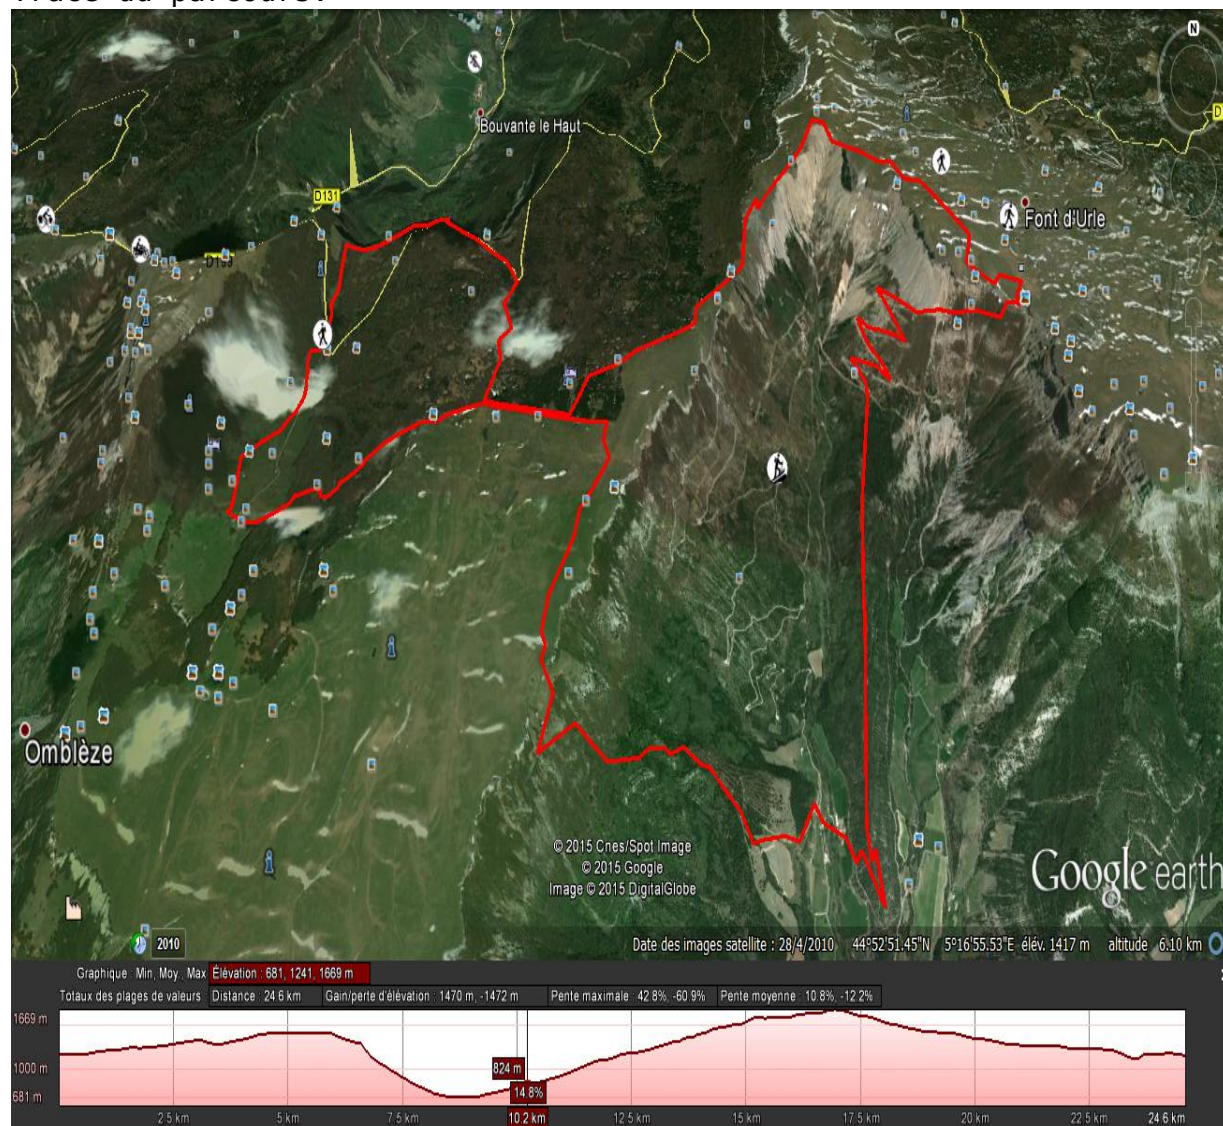 N
D
Bouvante le Haut
D131
Font d'Urle
D199
Omblèze
© 2015 Cnes/Spot Image
© 2015 Google
Image © 2015 DigitalGlobe
Google earth
2010
Date des images satellite : 28/4/2010 44°52'51.45"N 5°16'55.53"E élév. 1417 m altitude 6.10 km
Graphique : Min, Moy., Max Élévation : 681, 1241, 1669 m
Totaux des plages de valeurs : Distance : 24.6 km Gain/perte d'élévation : 1470 m, -1472 m Pente maximale : 42.8%, -60.9% Pente moyenne : 10.8%, -12.2%
1669 m
1000 m
824 m
681 m
14.8%
2.5 km 5 km 7.5 km 10.2 km 12.5 km 15 km 17.5 km 20 km 22.5 km 24.6 km